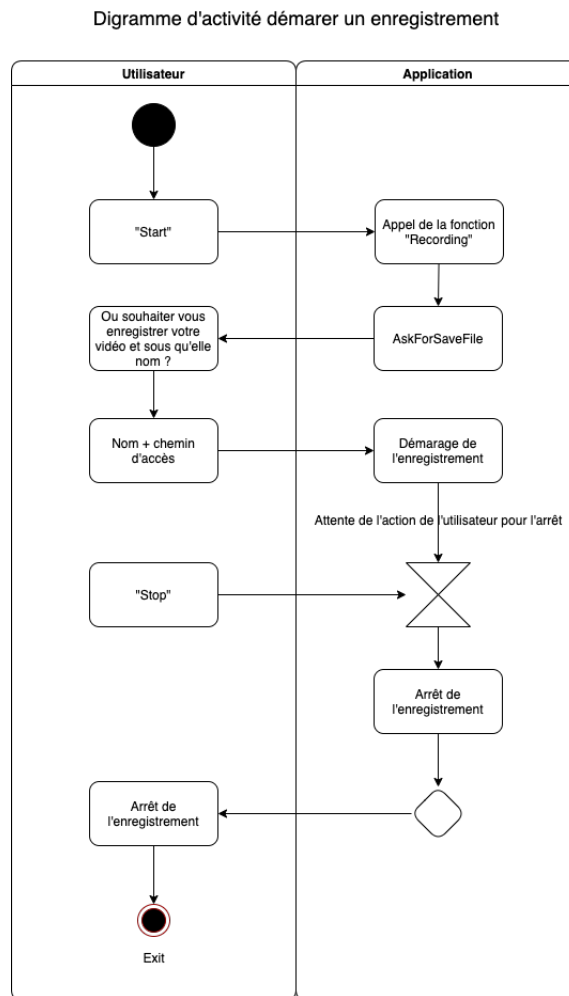 Digramme d'activité démarer un enregistrement
Utilisateur
Application
"Start"
Appel de la fonction
"Recording"
Ou souhaiter vous
enregistrer votre
vidéo et sous qu'elle
nom ?
AskForSaveFile
Nom + chemin
d'accès
Démarage de
l'enregistrement
Attente de l'action de l'utilisateur pour l'arrêt
"Stop"
Arrêt de
l'enregistrement
Arrêt de
l'enregistrement
Exit